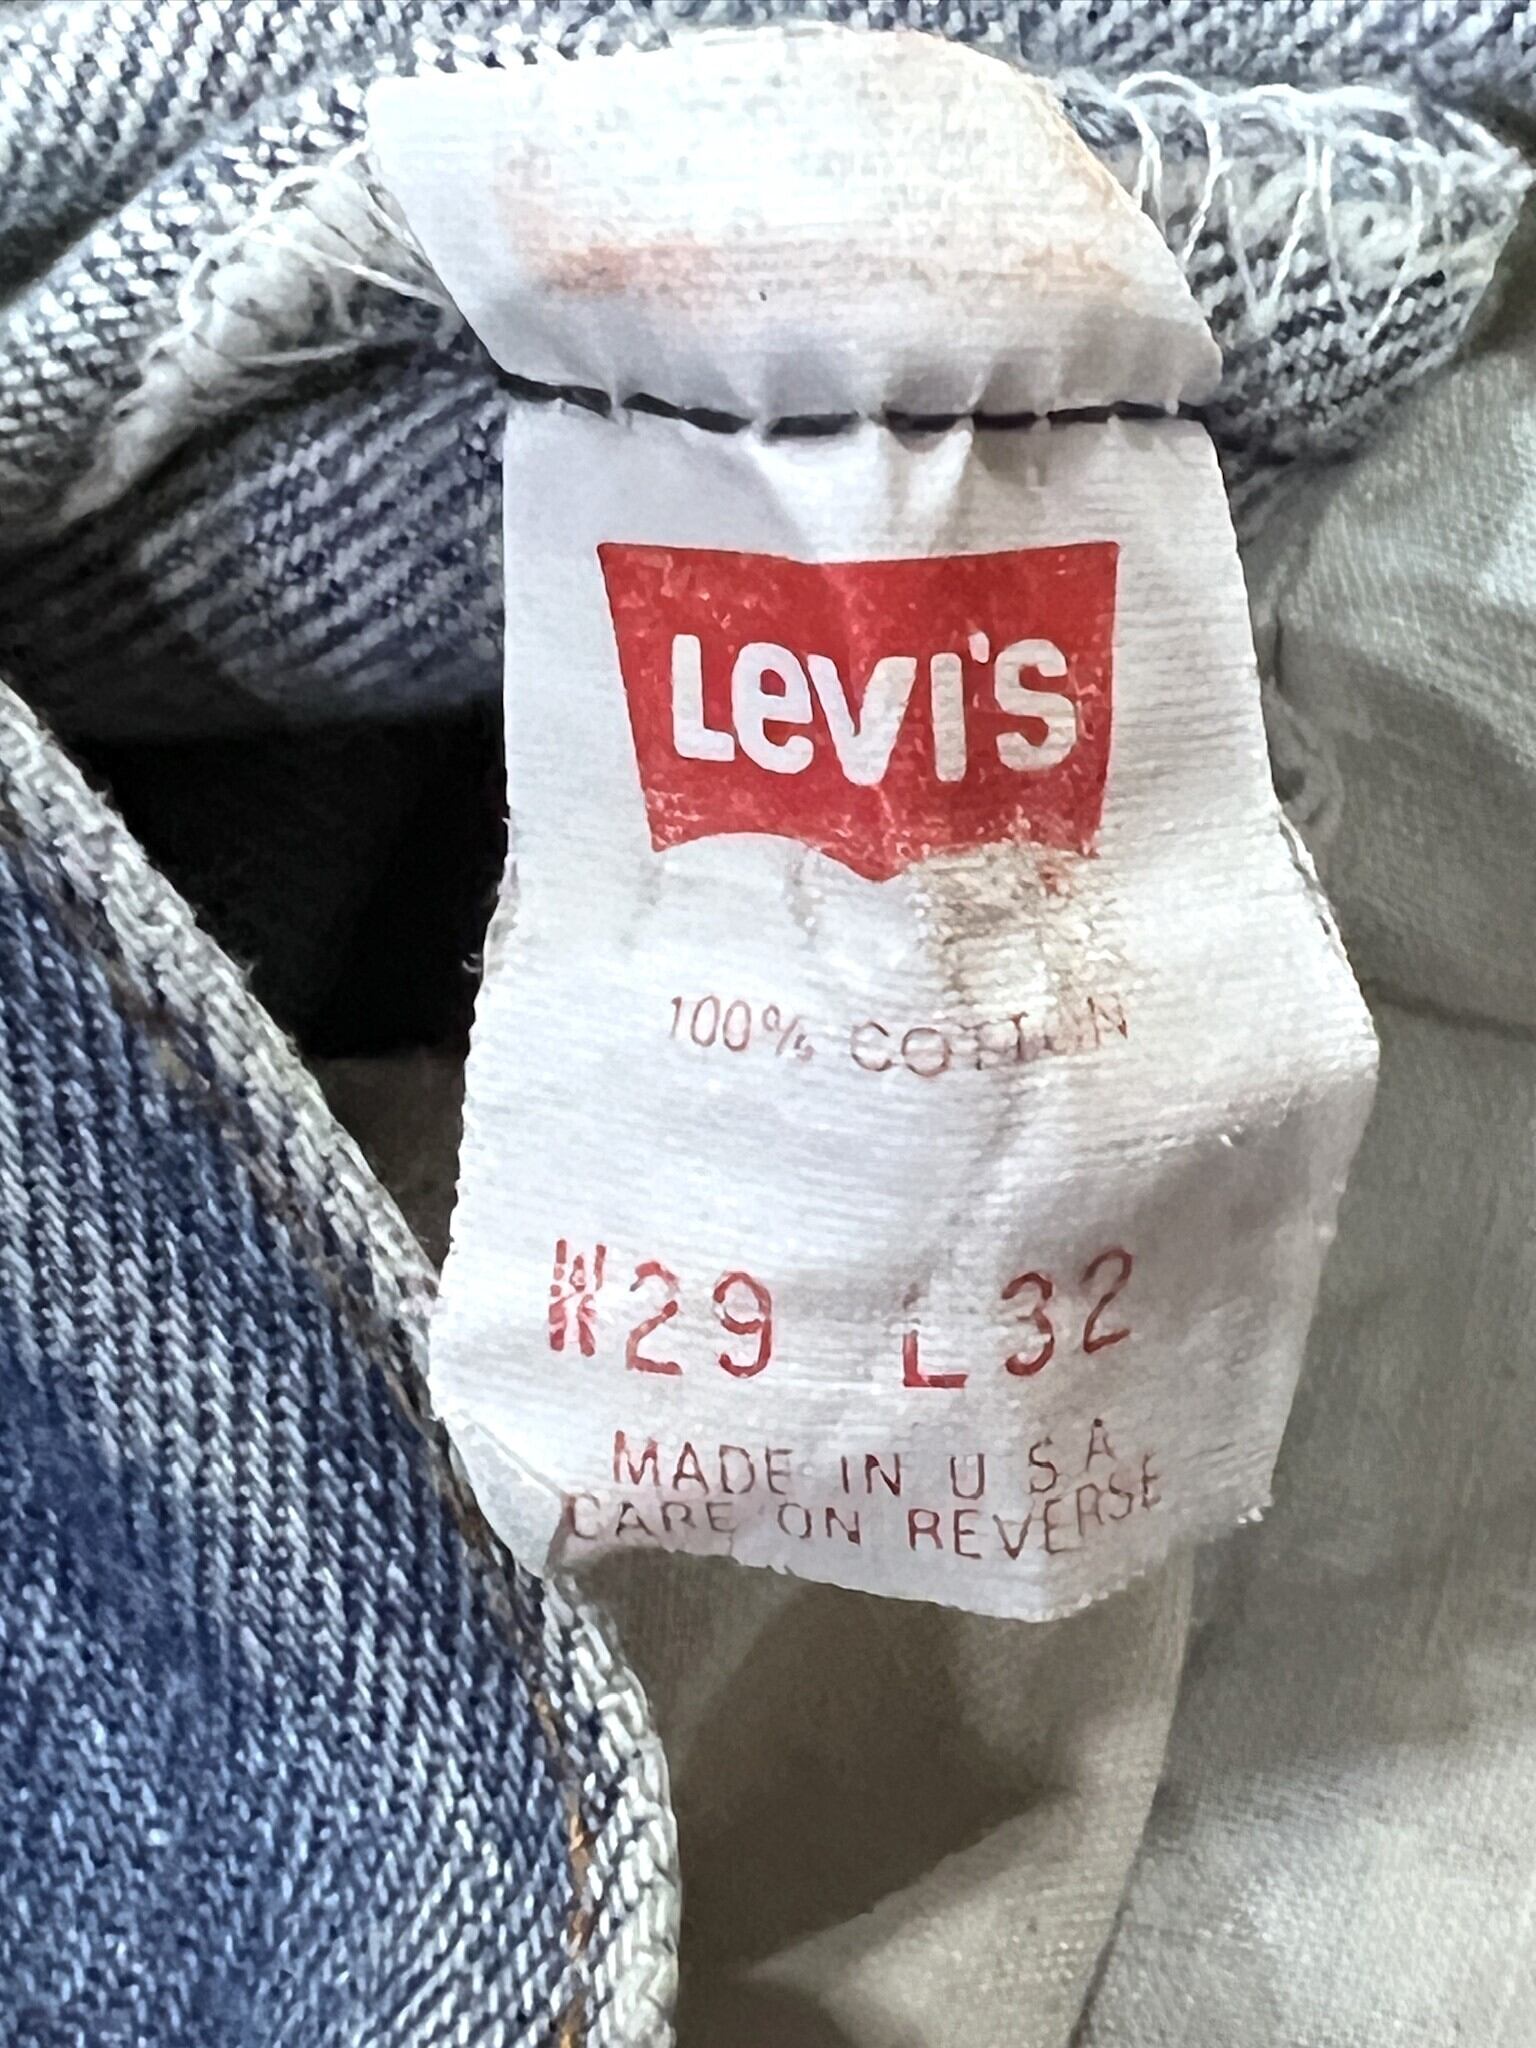 Levi's
100% COTTON
W29 L32
MADE IN U S A
CARE ON REVERSE